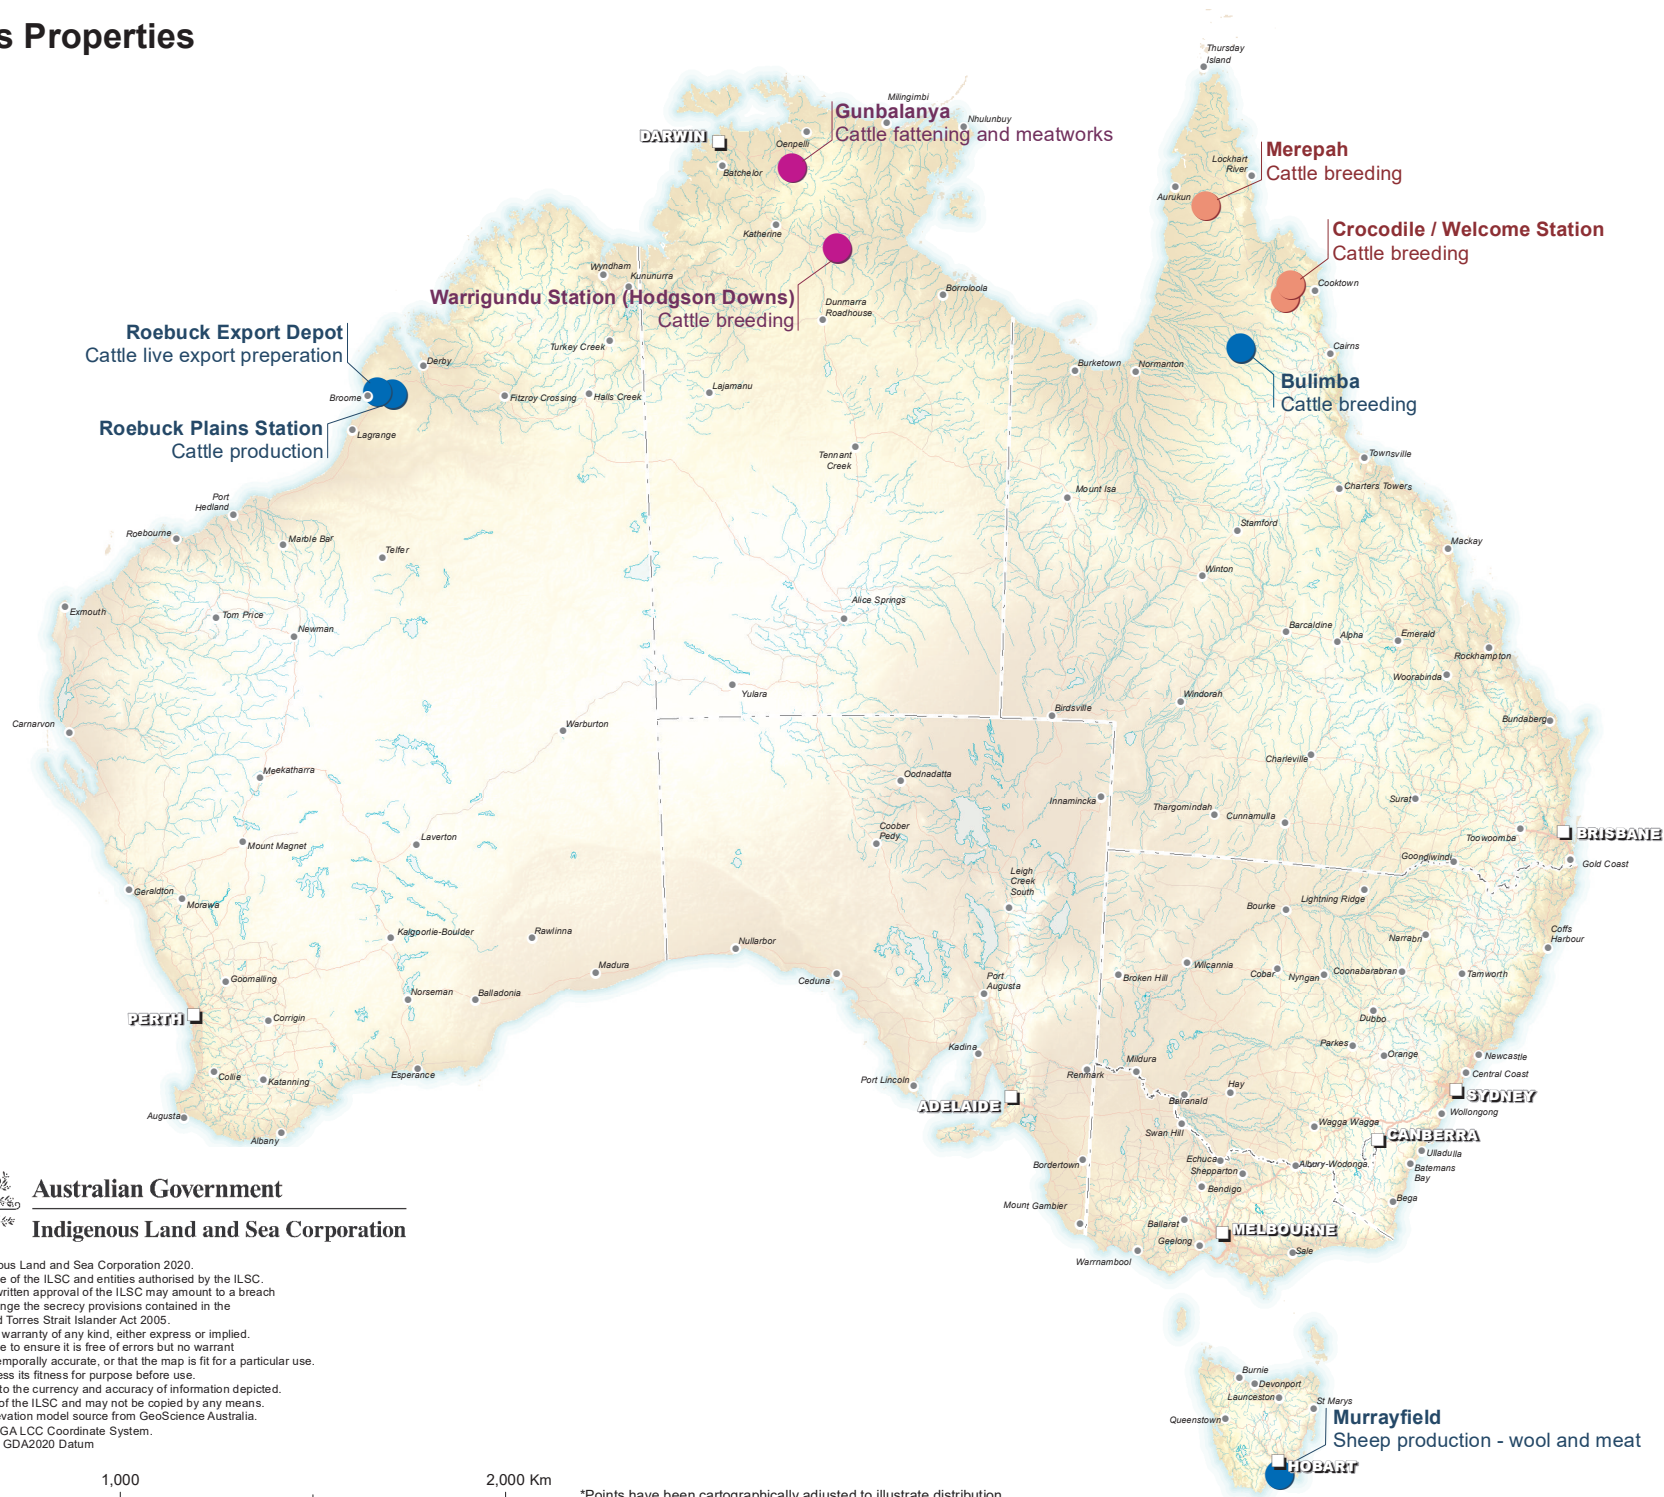 s Properties
Thursday
Island
Milingimbi
Nhulunbuy
Gunbalanya
Cattle fattening and meatworks
DARWIN
Oenpelli
Batchelor
Katherine
Lockhart
River
Aurukun
Merepah
Cattle breeding
Crocodile / Welcome Station
Cattle breeding
Cooktown
Wyndham
Kununurra
Warrigundu Station (Hodgson Downs)
Cattle breeding
Dunmarra
Roadhouse
Borroloola
Roebuck Export Depot
Cattle live export preperation
Turkey Creek
Derby
Broome
Fitzroy Crossing
Halls Creek
Lajamanu
Burketown
Normanton
Cairns
Bulimba
Cattle breeding
Roebuck Plains Station
Cattle production
Lagrange
Tennant
Creek
Townsville
Mount Isa
Charters Towers
Port
Hedland
Roebourne
Marble Bar
Telfer
Stamford
Mackay
Winton
Exmouth
Tom Price
Newman
Alice Springs
Barcaldine
Alpha
Emerald
Rockhampton
Woorabinda
Yulara
Windorah
Birdsville
Bundaberg
Carnarvon
Warburton
Meekatharra
Oodnadatta
Charleville
Innamincka
Surat
Thargomindah
Cunnamulla
Coober
Pedy
Laverton
Mount Magnet
Toowoomba
BRISBANE
Goondiwindi
Gold Coast
Leigh
Creek
South
Geraldton
Morawa
Lightning Ridge
Bourke
Kalgoorlie-Boulder
Rawlinna
Nullarbor
Narrabri
Coffs
Harbour
Madura
Ceduna
Goomalling
Port
Augusta
Broken Hill
Wilcannia
Cobar
Nyngan
Coonabarabran
Tamworth
Norseman
Balladonia
PERTH
Corrigin
Dubbo
Parkes
Orange
Newcastle
Kadina
Central Coast
Collie
Katanning
Esperance
Port Lincoln
Renmark
Mildura
Hay
SYDNEY
ADELAIDE
Balranald
Wollongong
Augusta
Albany
Swan Hill
Wagga Wagga
CANBERRA
Ulladulla
Bordertown
Echuca
Shepparton
Albury-Wodonga
Batemans
Bay
Bendigo
Bega
Mount Gambier
Ballarat
MELBOURNE
Geelong
Warrnambool
Sale
Australian Government
Indigenous Land and Sea Corporation
ous Land and Sea Corporation 2020.
e of the ILSC and entities authorised by the ILSC.
written approval of the ILSC may amount to a breach
nge the secrecy provisions contained in the
d Torres Strait Islander Act 2005.
warranty of any kind, either express or implied.
e to ensure it is free of errors but no warrant
emporally accurate, or that the map is fit for a particular use.
ess its fitness for purpose before use.
to the currency and accuracy of information depicted.
of the ILSC and may not be copied by any means.
evation model source from GeoScience Australia.
GA LCC Coordinate System.
GDA2020 Datum
Burnie
Devonport
Launceston
St Marys
Queenstown
Murrayfield
Sheep production - wool and meat
HOBART
1,000
2,000 Km
*Points have been cartographically adjusted to illustrate distribution